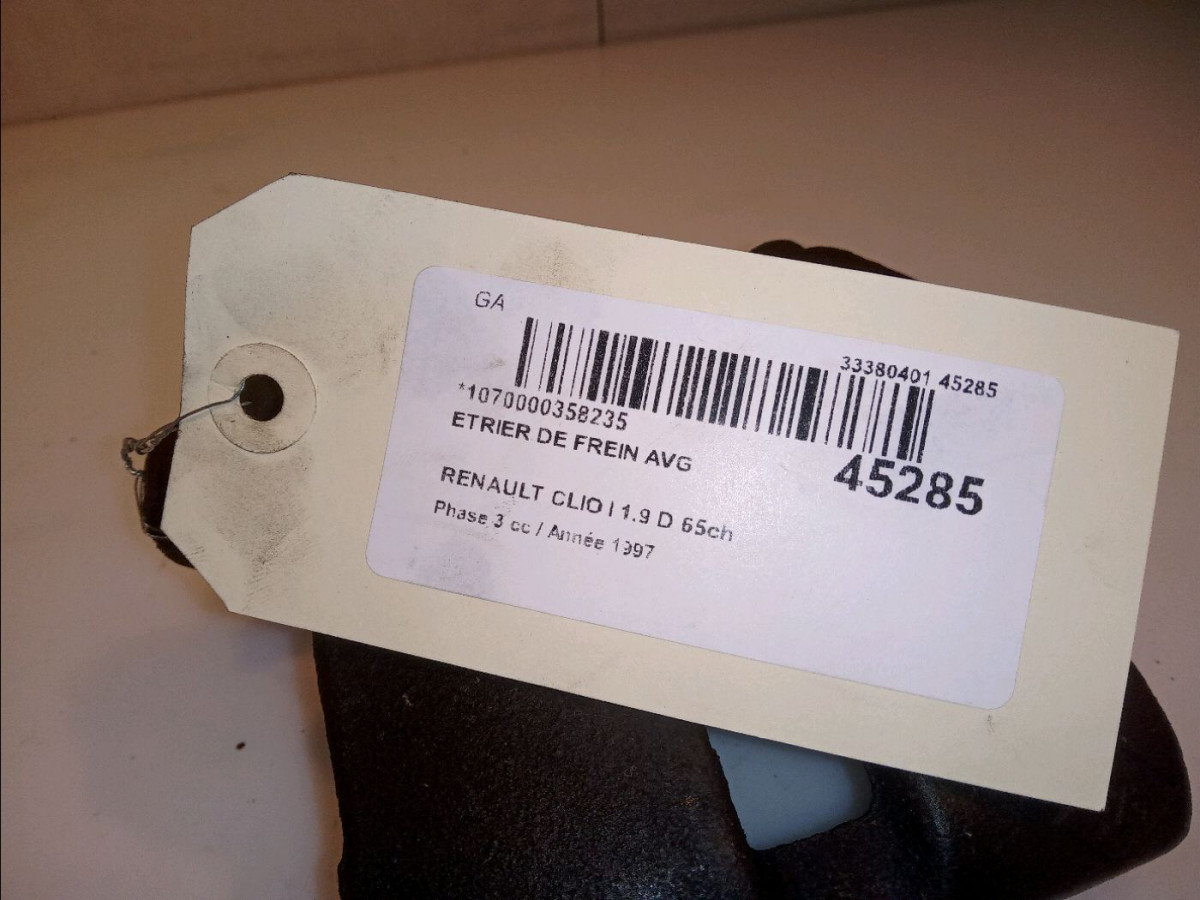 GA
33380401 45285
*1070000358235
ETRIER DE FREIN AVG
45285
RENAULT CLIO I 1.9 D 65ch
Phase 3 cc / Année 1997